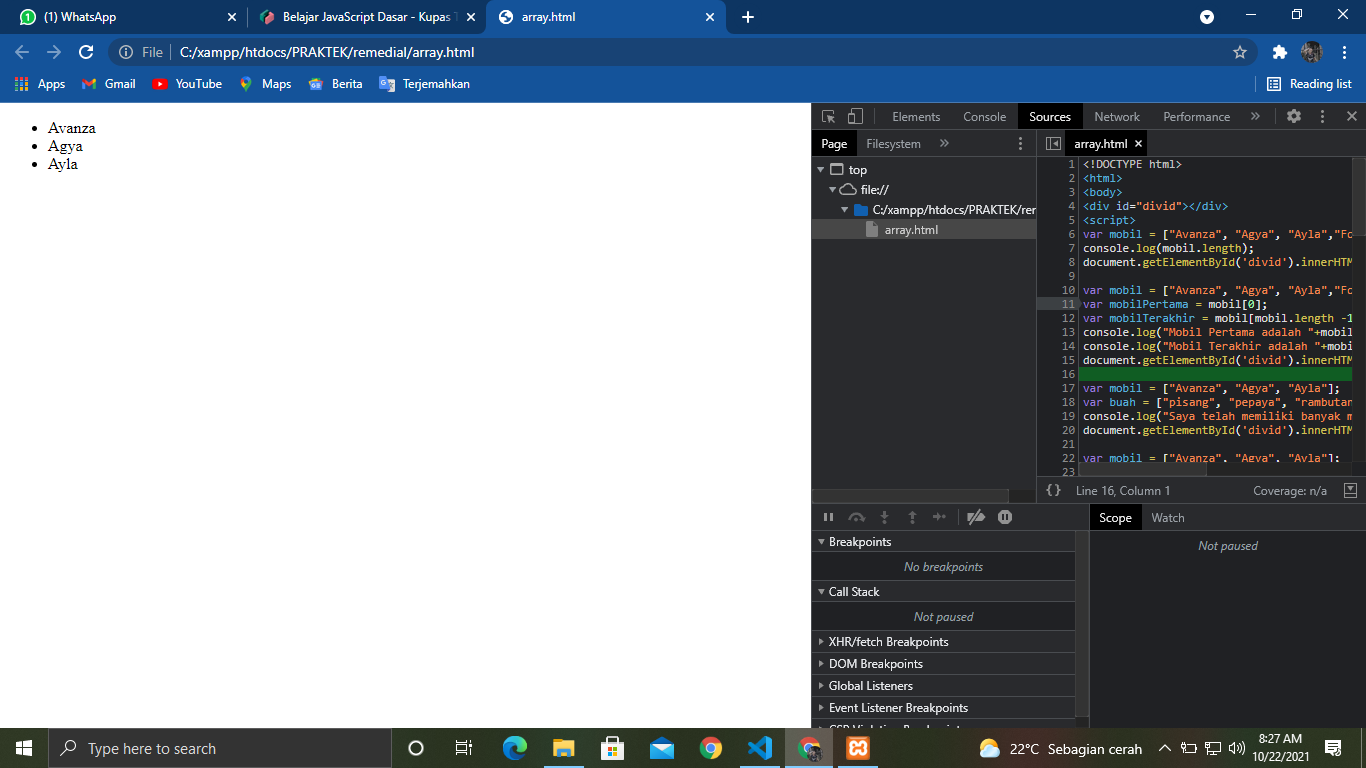 (1) WhatsApp
Belajar JavaScript Dasar - Kupas T
array.html
File
C:/xampp/htdocs/PRAKTEK/remedial/array.html
Apps
Gmail
YouTube
Maps
Berita
Terjemahkan
Reading list
Avanza
Agya
Ayla
Elements
Console
Sources
Network
Performance
Page
Filesystem
array.html
top
file://
C:/xampp/htdocs/PRAKTEK/rer
array.html
1 <!DOCTYPE html>
2 <html>
3 <body>
4 <div id="divid"></div>
5 <script>
6 var mobil = ["Avanza", "Agya", "Ayla","Fo
7 console.log(mobil.length);
8 document.getElementById('divid').innerHTM
9
10 var mobil = ["Avanza", "Agya", "Ayla","Fo
11 var mobilPertama = mobil[0];
12 var mobilTerakhir = mobil[mobil.length -1
13 console.log("Mobil Pertama adalah "+mobil
14 console.log("Mobil Terakhir adalah "+mobi
15 document.getElementById('divid').innerHTM
16
17 var mobil = ["Avanza", "Agya", "Ayla"];
18 var buah = ["pisang", "pepaya", "rambutan
19 console.log("Saya telah memiliki banyak m
20 document.getElementById('divid').innerHTM
21
22 var mobil = ["Avanza", "Agya", "Ayla"];
23
{} Line 16, Column 1
Coverage: n/a
Scope
Watch
Not paused
Breakpoints
No breakpoints
Call Stack
Not paused
XHR/fetch Breakpoints
DOM Breakpoints
Global Listeners
Event Listener Breakpoints
CSP Violation Breakpoints
Type here to search
22°C Sebagian cerah
8:27 AM
10/22/2021